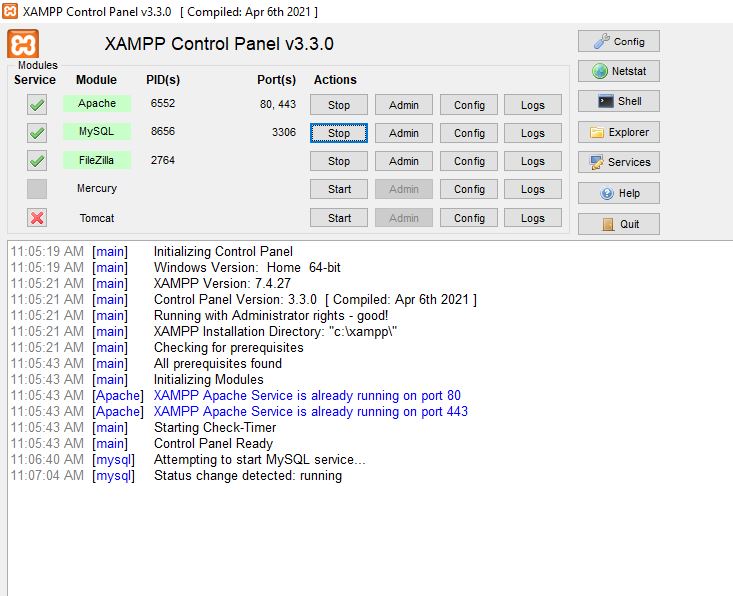 XAMPP Control Panel v3.3.0 [ Compiled: Apr 6th 2021 ]
XAMPP Control Panel v3.3.0
Config
Modules
Service Module PID(s) Port(s) Actions
Netstat
Apache 6552 80, 443 Stop Admin Config Logs
Shell
MySQL 8656 3306 Stop Admin Config Logs
Explorer
FileZilla 2764 Stop Admin Config Logs
Services
Mercury Start Admin Config Logs
Help
Tomcat Start Admin Config Logs
Quit
11:05:19 AM [main] Initializing Control Panel
11:05:19 AM [main] Windows Version: Home 64-bit
11:05:21 AM [main] XAMPP Version: 7.4.27
11:05:21 AM [main] Control Panel Version: 3.3.0 [ Compiled: Apr 6th 2021 ]
11:05:21 AM [main] Running with Administrator rights - good!
11:05:21 AM [main] XAMPP Installation Directory: "c:\xampp\"
11:05:21 AM [main] Checking for prerequisites
11:05:43 AM [main] All prerequisites found
11:05:43 AM [main] Initializing Modules
11:05:43 AM [Apache] XAMPP Apache Service is already running on port 80
11:05:43 AM [Apache] XAMPP Apache Service is already running on port 443
11:05:43 AM [main] Starting Check-Timer
11:05:43 AM [main] Control Panel Ready
11:06:40 AM [mysql] Attempting to start MySQL service...
11:07:04 AM [mysql] Status change detected: running